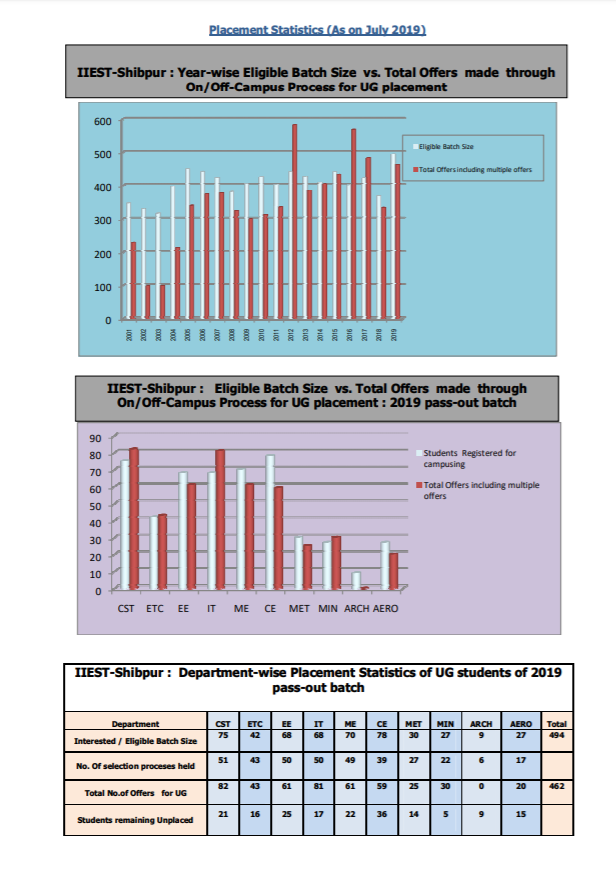 Placement Statistics (As on July 2019)
IIEST-Shibpur : Year-wise Eligible Batch Size vs. Total Offers made through
On/Off-Campus Process for UG placement
600
500
400
300
200
100
0
Eligible Batch Size
Total Offers including multiple offers
2001 2002 2003 2004 2005 2006 2007 2008 2009 2010 2011 2012 2013 2014 2015 2016 2017 2018 2019
IIEST-Shibpur : Eligible Batch Size vs. Total Offers made through
On/Off-Campus Process for UG placement : 2019 pass-out batch
90
80
70
60
50
40
30
20
10
0
Students Registered for
campusing
Total Offers including multiple
offers
CST ETC EE IT ME CE MET MIN ARCH AERO
IIEST-Shibpur : Department-wise Placement Statistics of UG students of 2019
pass-out batch
Department CST ETC EE IT ME CE MET MIN ARCH AERO Total
Interested / Eligible Batch Size 75 42 68 68 70 78 30 27 9 27 494
No. Of selection proceses held 51 43 50 50 49 39 27 22 6 17
Total No.of Offers for UG 82 43 61 81 61 59 25 30 0 20 462
Students remaining Unplaced 21 16 25 17 22 36 14 5 9 15